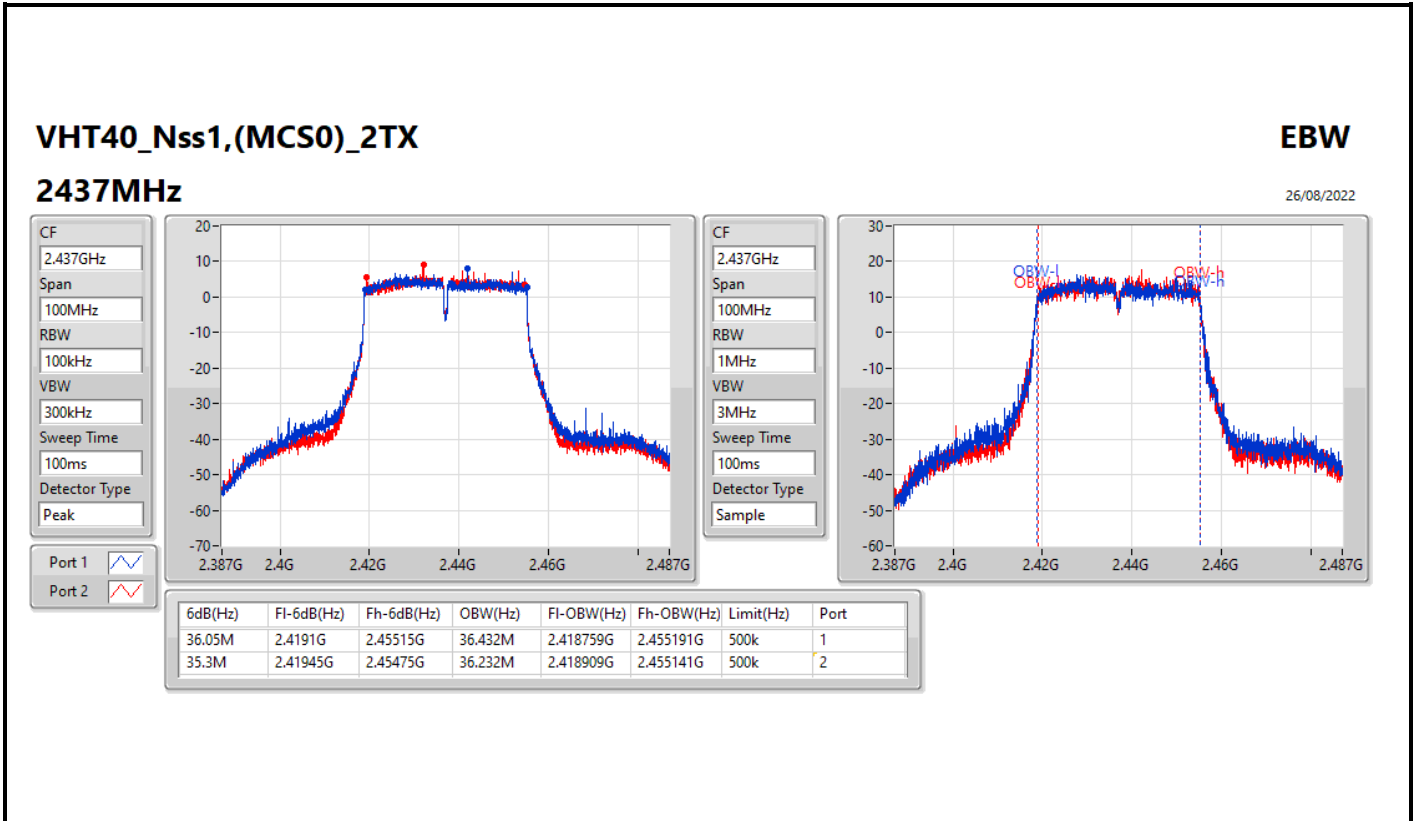 VHT40_Nss1,(MCS0)_2TX EBW
2437MHz 26/08/2022
CF
2.437GHz
Span
100MHz
RBW
100kHz
VBW
300kHz
Sweep Time
100ms
Detector Type
Peak
Port 1
Port 2
20
10
0
-10
-20
-30
-40
-50
-60
-70
2.387G 2.4G 2.42G 2.44G 2.46G 2.487G
CF
2.437GHz
Span
100MHz
RBW
1MHz
VBW
3MHz
Sweep Time
100ms
Detector Type
Sample
30
20
10
0
-10
-20
-30
-40
-50
-60
OBW-l OBW-h
OBW-h
2.387G 2.4G 2.42G 2.44G 2.46G 2.487G
6dB(Hz) Fl-6dB(Hz) Fh-6dB(Hz) OBW(Hz) Fl-OBW(Hz) Fh-OBW(Hz) Limit(Hz) Port
36.05M 2.4191G 2.45515G 36.432M 2.418759G 2.455191G 500k 1
35.3M 2.41945G 2.45475G 36.232M 2.418909G 2.455141G 500k 2